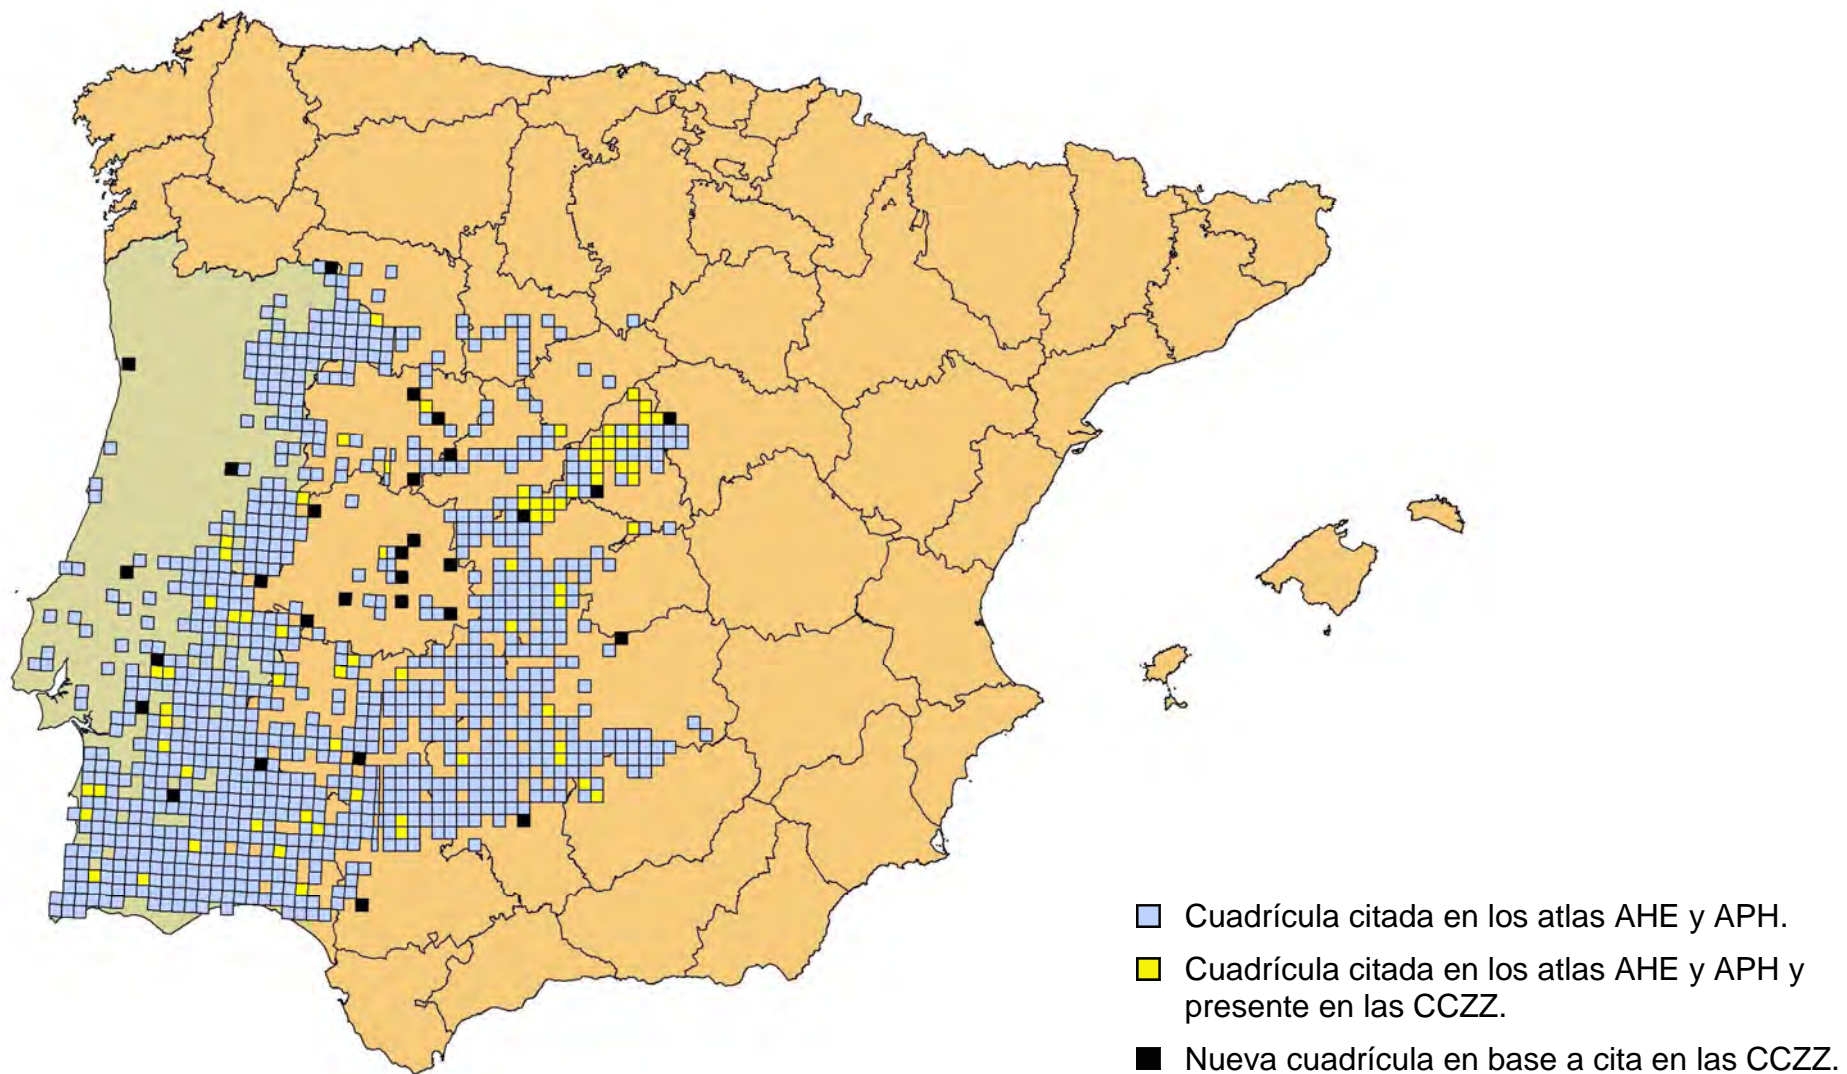 Cuadrícula citada en los atlas AHE y APH.
Cuadrícula citada en los atlas AHE y APH y
presente en las CCZZ.
Nueva cuadrícula en base a cita en las CCZZ.